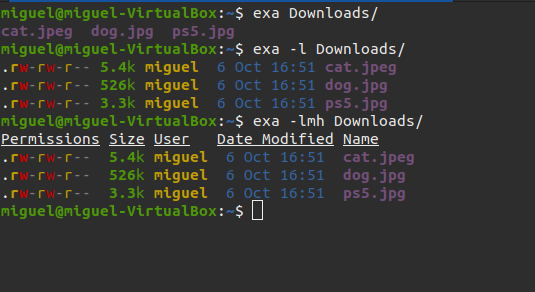 miguel@miguel-VirtualBox:~$ exa Downloads/
cat.jpeg  dog.jpg  ps5.jpg
miguel@miguel-VirtualBox:~$ exa -l Downloads/
.rw-rw-r-- 5.4k miguel  6 Oct 16:51 cat.jpeg
.rw-rw-r-- 526k miguel  6 Oct 16:51 dog.jpg
.rw-rw-r-- 3.3k miguel  6 Oct 16:51 ps5.jpg
miguel@miguel-VirtualBox:~$ exa -lmh Downloads/
Permissions Size User   Date Modified Name
.rw-rw-r--  5.4k miguel  6 Oct 16:51  cat.jpeg
.rw-rw-r--  526k miguel  6 Oct 16:51  dog.jpg
.rw-rw-r--  3.3k miguel  6 Oct 16:51  ps5.jpg
miguel@miguel-VirtualBox:~$